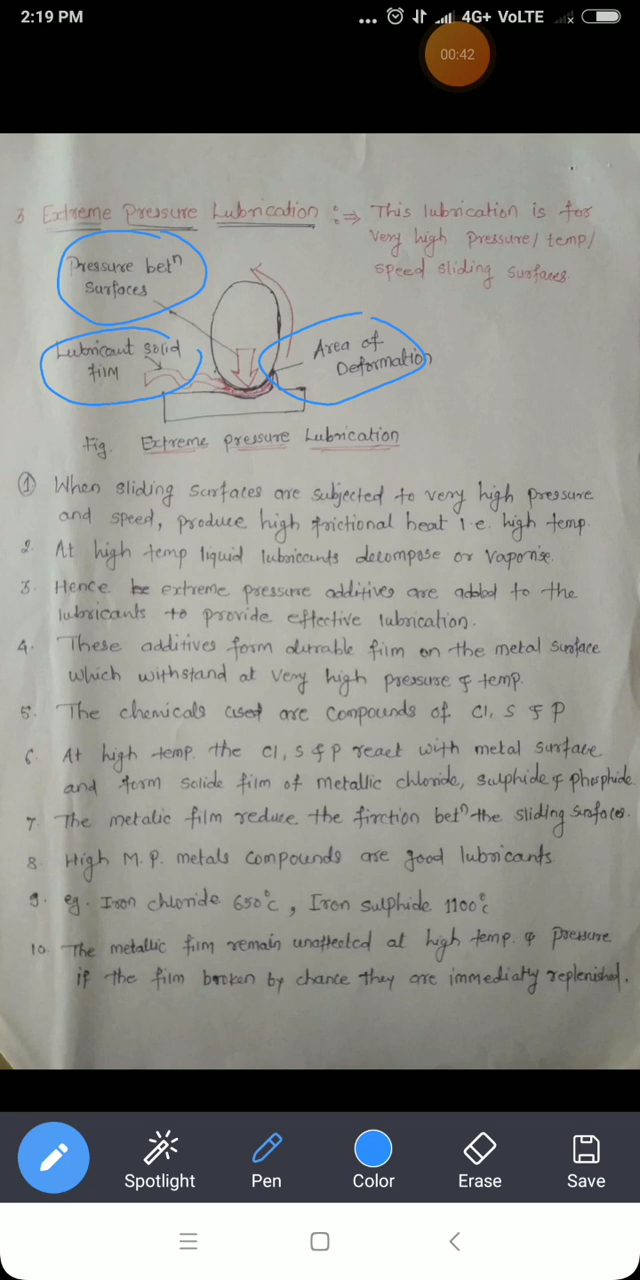 2:19 PM
4G+ VoLTE
00:42
3 Extreme Pressure Lubrication :⇒ This lubrication is for
very high pressure/temp/
speed sliding surfaces.
Pressure betⁿ
surfaces
Lubricant solid
film
Area of
Deformation
fig. Extreme pressure Lubrication
① When sliding surfaces are subjected to very high pressure
and speed, produce high frictional heat i.e. high temp.
2. At high temp liquid lubricants decompose or vaporise.
3. Hence be extreme pressure additives are added to the
lubricants to provide effective lubrication.
4. These additives form durrable film on the metal surface
which withstand at very high pressure & temp.
5. The chemicals used are compounds of Cl, S & P
6. At high temp. the Cl, S & P react with metal surface
and form solide film of metallic chloride, sulphide & phosphide.
7. The metalic film reduce the firction betⁿ the sliding surfaces.
8. High M.P. metals compounds are good lubricants.
9. eg. Iron chloride 650°c, Iron sulphide 1100°c
10. The metallic film remain unaffected at high temp. & pressure
if the film broken by chance they are immediatly replenished.
Spotlight
Pen
Color
Erase
Save